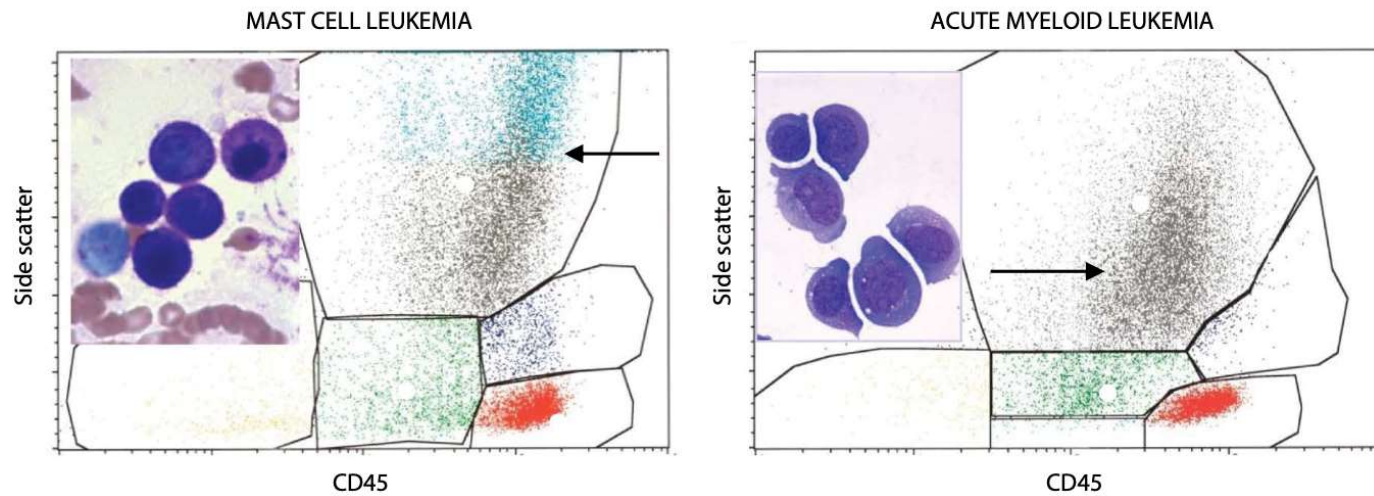 MAST CELL LEUKEMIA
Side scatter
CD45
ACUTE MYELOID LEUKEMIA
Side scatter
CD45